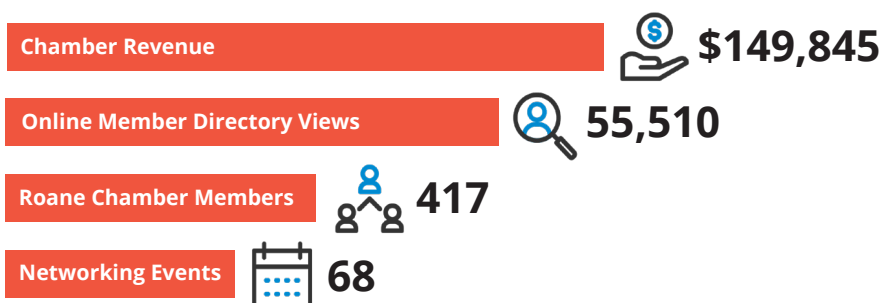 Chamber Revenue $149,845
Online Member Directory Views 55,510
Roane Chamber Members 417
Networking Events 68